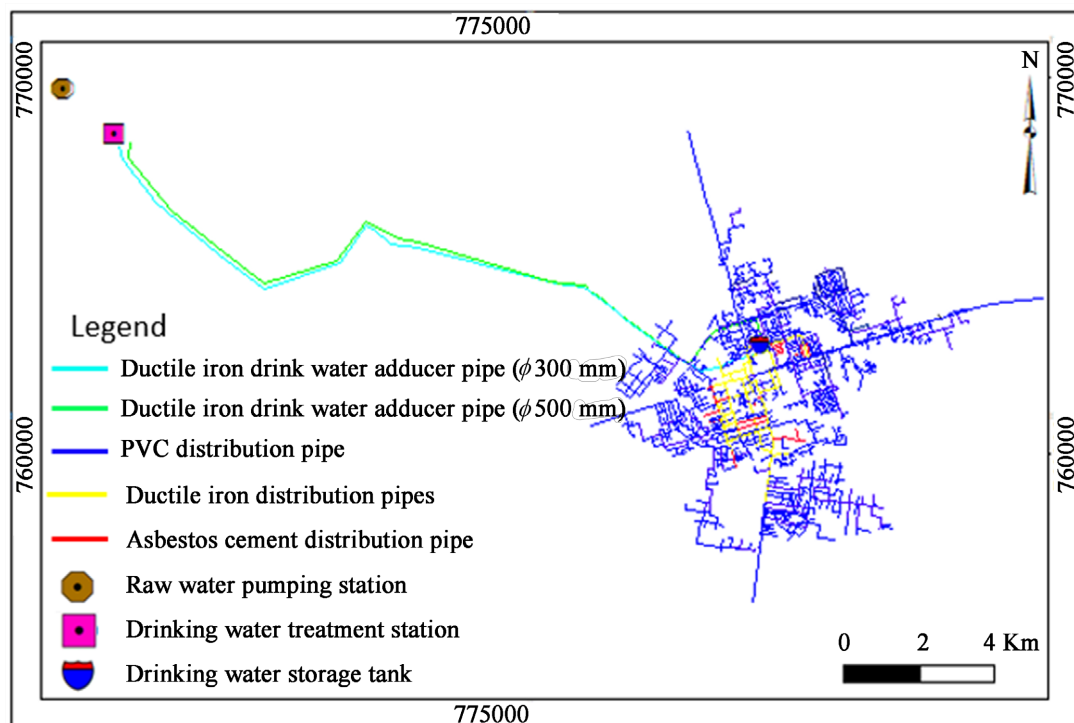 775000
770000
770000
N
Legend
Ductile iron drink water adducer pipe (ϕ300 mm)
Ductile iron drink water adducer pipe (ϕ500 mm)
PVC distribution pipe
760000
760000
Ductile iron distribution pipes
Asbestos cement distribution pipe
Raw water pumping station
Drinking water treatment station
0 2 4 Km
Drinking water storage tank
775000